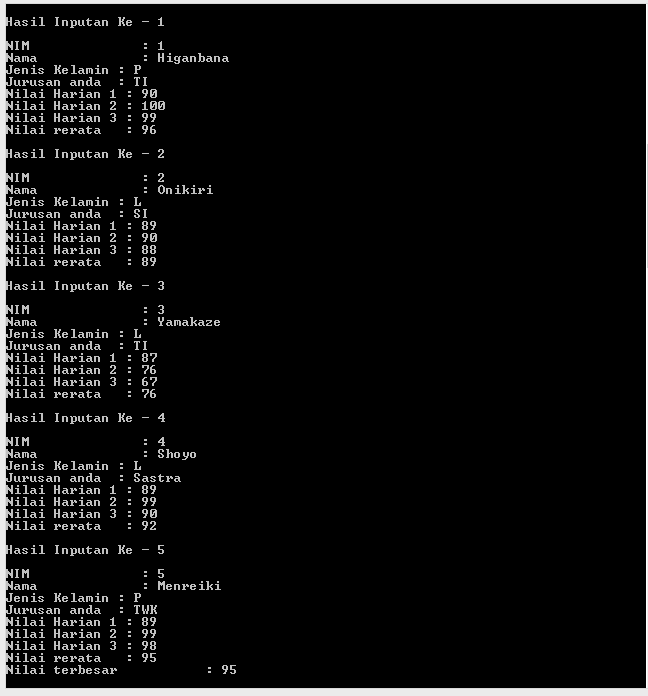 Hasil Inputan Ke - 1
NIM : 1
Nama : Higanbana
Jenis Kelamin : P
Jurusan anda : TI
Nilai Harian 1 : 90
Nilai Harian 2 : 100
Nilai Harian 3 : 99
Nilai rerata : 96
Hasil Inputan Ke - 2
NIM : 2
Nama : Onikiri
Jenis Kelamin : L
Jurusan anda : SI
Nilai Harian 1 : 89
Nilai Harian 2 : 90
Nilai Harian 3 : 88
Nilai rerata : 89
Hasil Inputan Ke - 3
NIM : 3
Nama : Yamakaze
Jenis Kelamin : L
Jurusan anda : TI
Nilai Harian 1 : 87
Nilai Harian 2 : 76
Nilai Harian 3 : 67
Nilai rerata : 76
Hasil Inputan Ke - 4
NIM : 4
Nama : Shoyo
Jenis Kelamin : L
Jurusan anda : Sastra
Nilai Harian 1 : 89
Nilai Harian 2 : 99
Nilai Harian 3 : 90
Nilai rerata : 92
Hasil Inputan Ke - 5
NIM : 5
Nama : Menreiki
Jenis Kelamin : P
Jurusan anda : TWK
Nilai Harian 1 : 89
Nilai Harian 2 : 99
Nilai Harian 3 : 98
Nilai rerata : 95
Nilai terbesar : 95